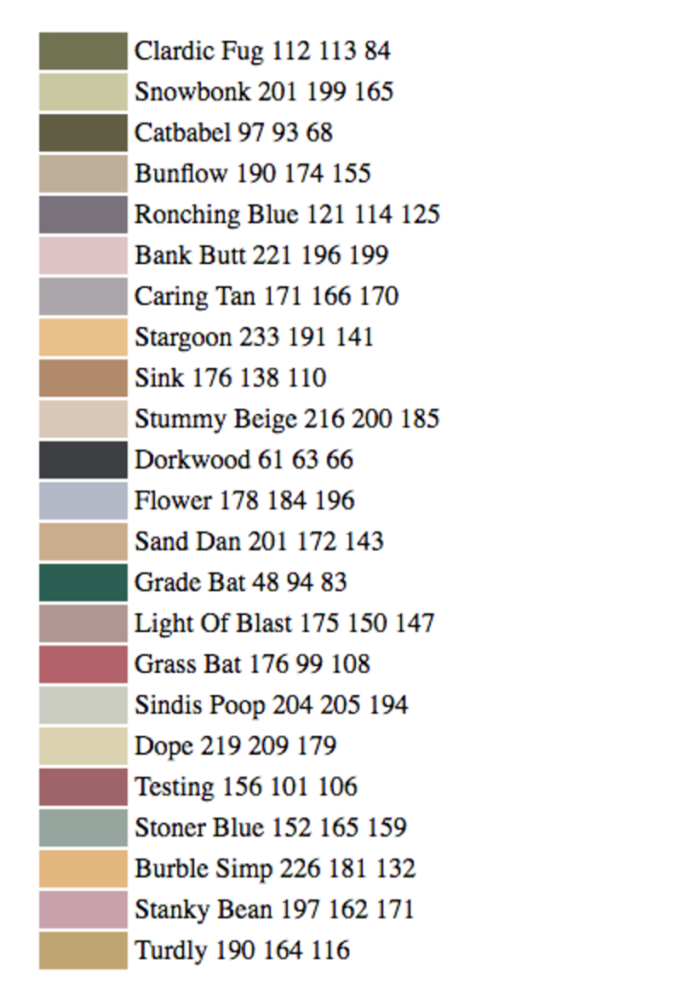 Clardic Fug 112 113 84
Snowbonk 201 199 165
Catbabel 97 93 68
Bunflow 190 174 155
Ronching Blue 121 114 125
Bank Butt 221 196 199
Caring Tan 171 166 170
Stargoon 233 191 141
Sink 176 138 110
Stummy Beige 216 200 185
Dorkwood 61 63 66
Flower 178 184 196
Sand Dan 201 172 143
Grade Bat 48 94 83
Light Of Blast 175 150 147
Grass Bat 176 99 108
Sindis Poop 204 205 194
Dope 219 209 179
Testing 156 101 106
Stoner Blue 152 165 159
Burble Simp 226 181 132
Stanky Bean 197 162 171
Turdly 190 164 116